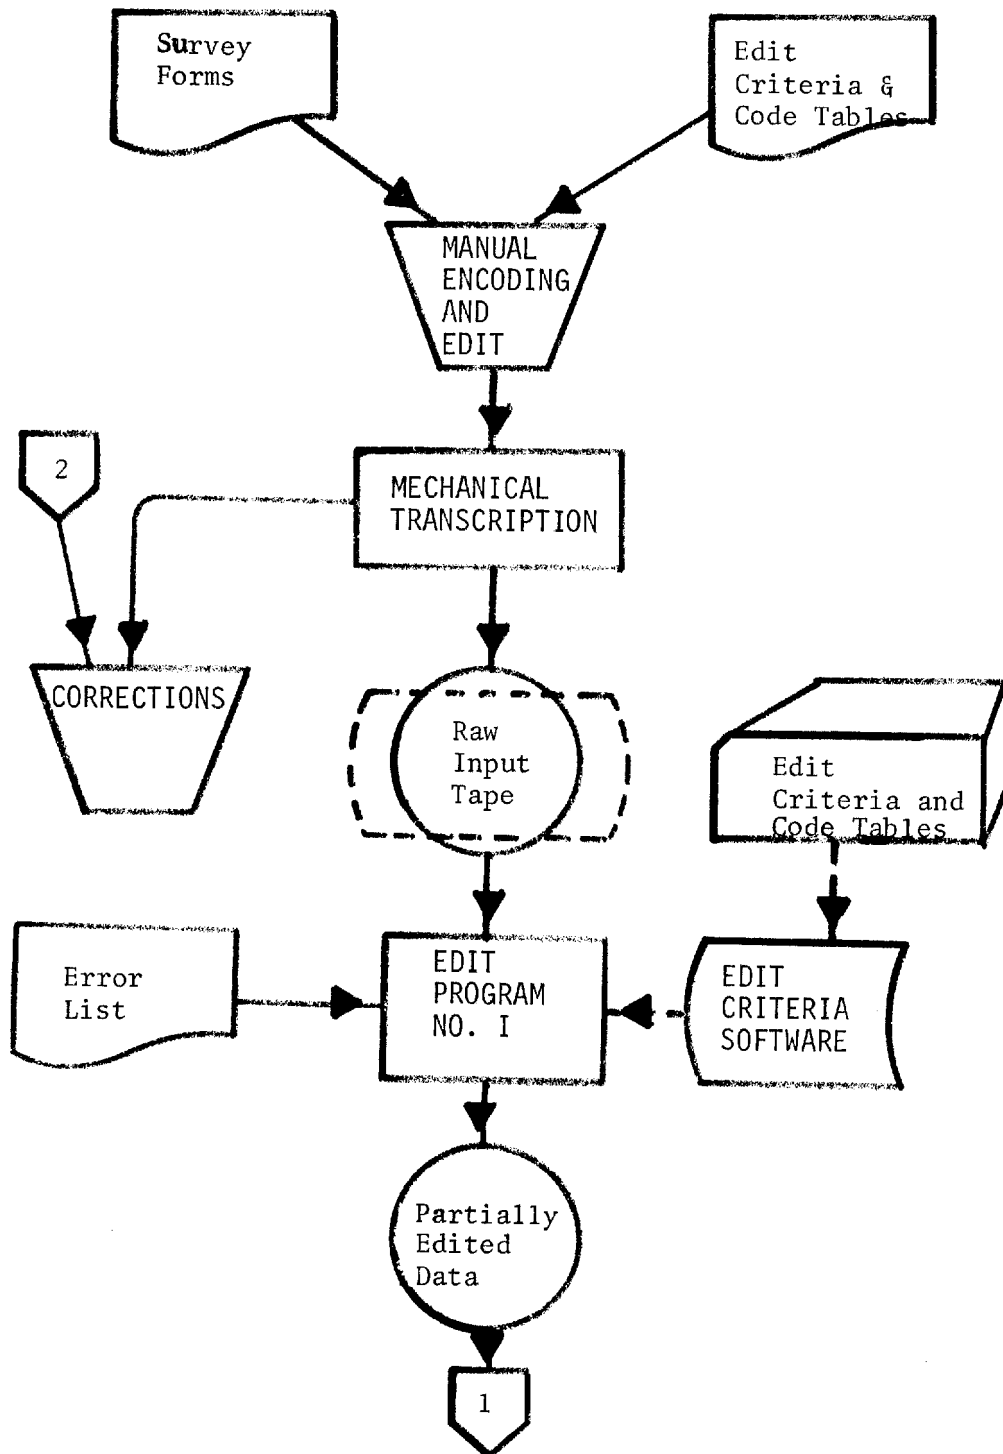 Survey
Forms
Edit
Criteria &
Code Tables
MANUAL
ENCODING
AND
EDIT
2
MECHANICAL
TRANSCRIPTION
CORRECTIONS
Raw
Input
Tape
Edit
Criteria and
Code Tables
Error
List
EDIT
PROGRAM
NO. I
EDIT
CRITERIA
SOFTWARE
Partially
Edited
Data
1